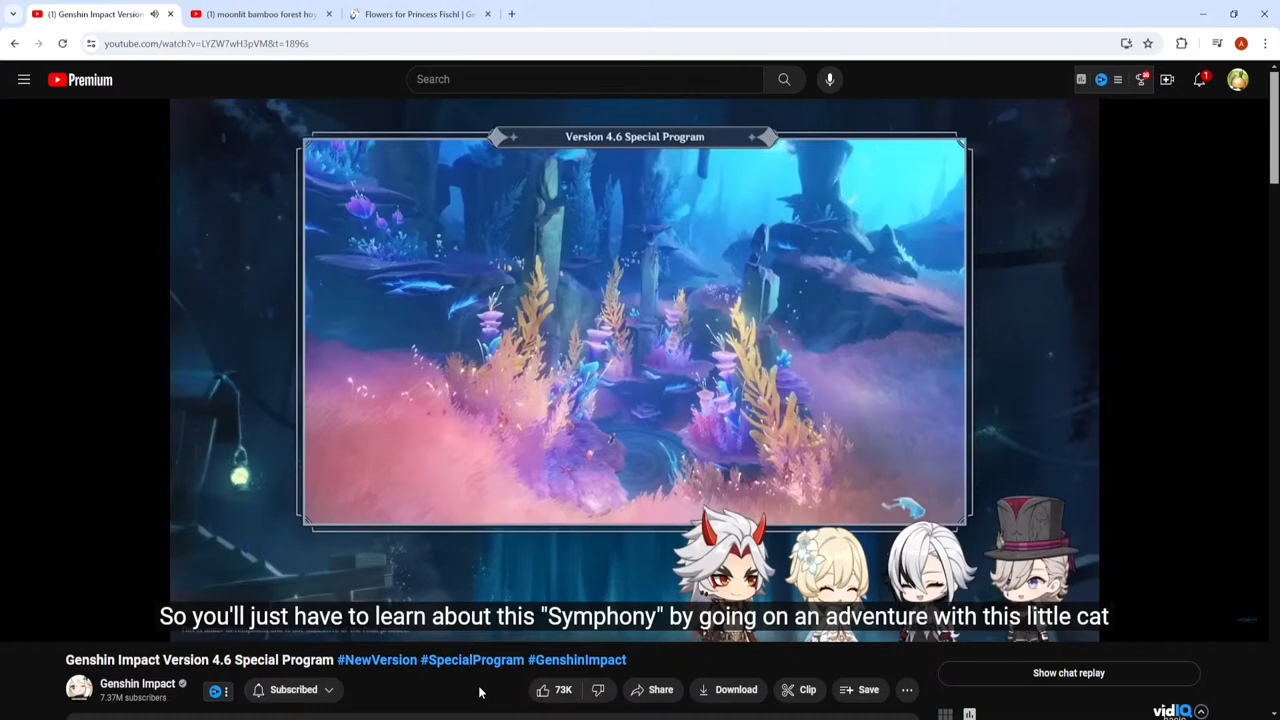 (1) Genshin Impact Version
(1) moonlit bamboo forest hoy
Flowers for Princess Fischl | Ge
youtube.com/watch?v=LYZW7wH3pVM&t=1896s
A
Premium
Search
1
Version 4.6 Special Program
So you'll just have to learn about this "Symphony" by going on an adventure with this little cat
Genshin Impact Version 4.6 Special Program #NewVersion #SpecialProgram #GenshinImpact
Show chat replay
Genshin Impact
7.37M subscribers
Subscribed
73K
Share
Download
Clip
Save
vidIQ
basic